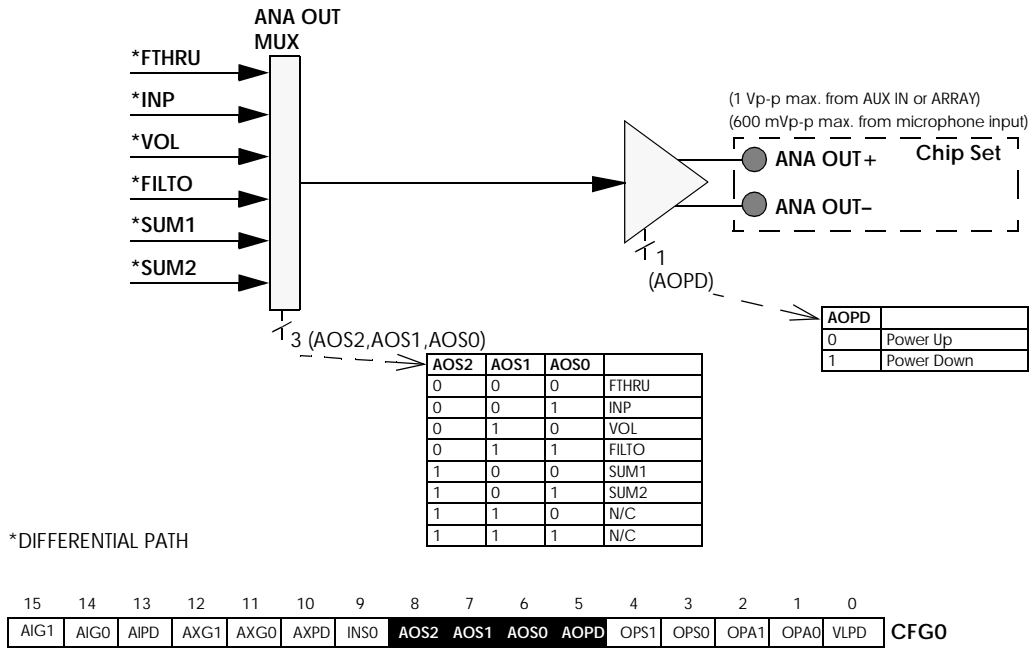 ANA OUT
MUX
*FTHRU
*INP
*VOL
*FILTO
*SUM1
*SUM2
(1 Vp-p max. from AUX IN or ARRAY)
(600 mVp-p max. from microphone input)
Chip Set
ANA OUT+
ANA OUT–
1
(AOPD)
3 (AOS2,AOS1,AOS0)
AOPD
0 Power Up
1 Power Down
AOS2 AOS1 AOS0
0 0 0 FTHRU
0 0 1 INP
0 1 0 VOL
0 1 1 FILTO
1 0 0 SUM1
1 0 1 SUM2
1 1 0 N/C
1 1 1 N/C
*DIFFERENTIAL PATH
15 14 13 12 11 10 9 8 7 6 5 4 3 2 1 0
AIG1 AIG0 AIPD AXG1 AXG0 AXPD INS0 AOS2 AOS1 AOS0 AOPD OPS1 OPS0 OPA1 OPA0 VLPD CFG0